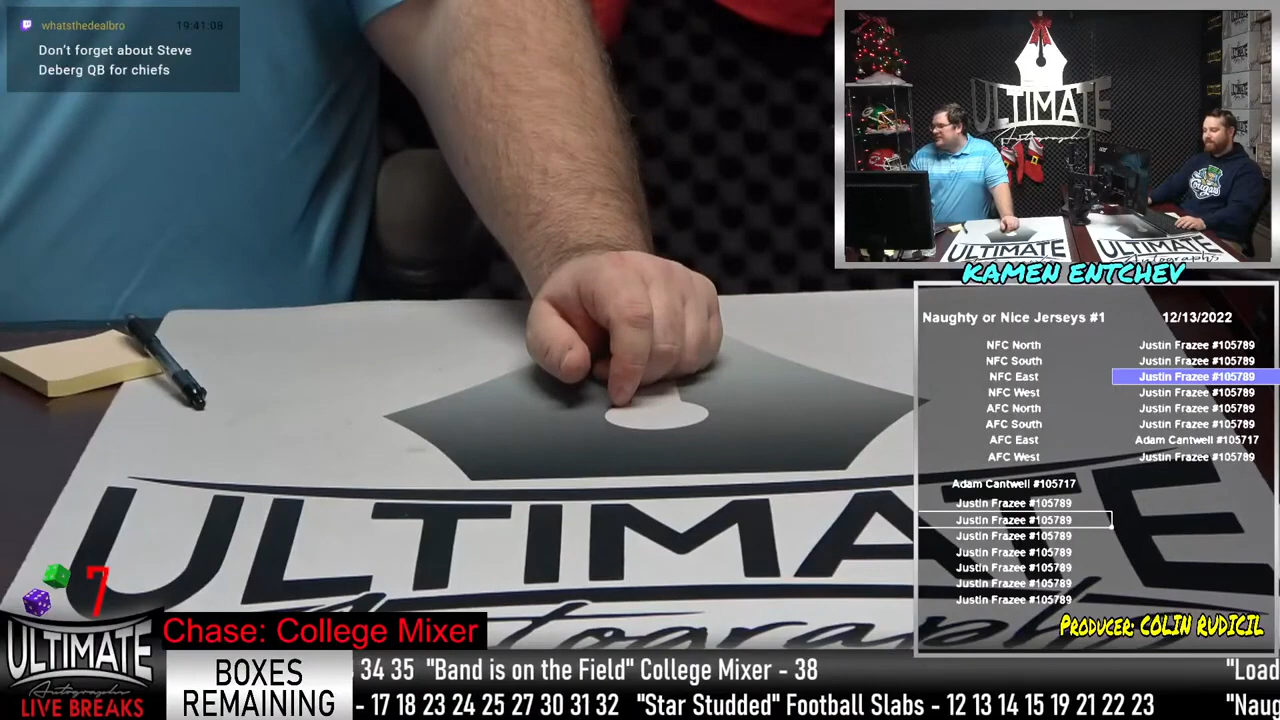 whatsthedealbro 19:41:08
Don't forget about Steve
Deberg QB for chiefs
ULTIMATE
Autographs
Cougars
ULTIMATE
ULTIMATE
Autographs
KAMEN ENTCHEV
Naughty or Nice Jerseys #1 12/13/2022
NFC North Justin Frazee #105789
NFC South Justin Frazee #105789
NFC East Justin Frazee #105789
NFC West Justin Frazee #105789
AFC North Justin Frazee #105789
AFC South Justin Frazee #105789
AFC East Adam Cantwell #105717
AFC West Justin Frazee #105789
Adam Cantwell #105717
Justin Frazee #105789
Justin Frazee #105789
Justin Frazee #105789
Justin Frazee #105789
Justin Frazee #105789
Justin Frazee #105789
Justin Frazee #105789
Producer: COLIN RUDICIL
ULTIMATE
Autographs
7
ULTIMATE
Autographs
LIVE BREAKS
Chase: College Mixer
BOXES
REMAINING
34 35 "Band is on the Field" College Mixer - 38 "Load
- 17 18 23 24 25 27 30 31 32 "Star Studded" Football Slabs - 12 13 14 15 19 21 22 23 "Naug